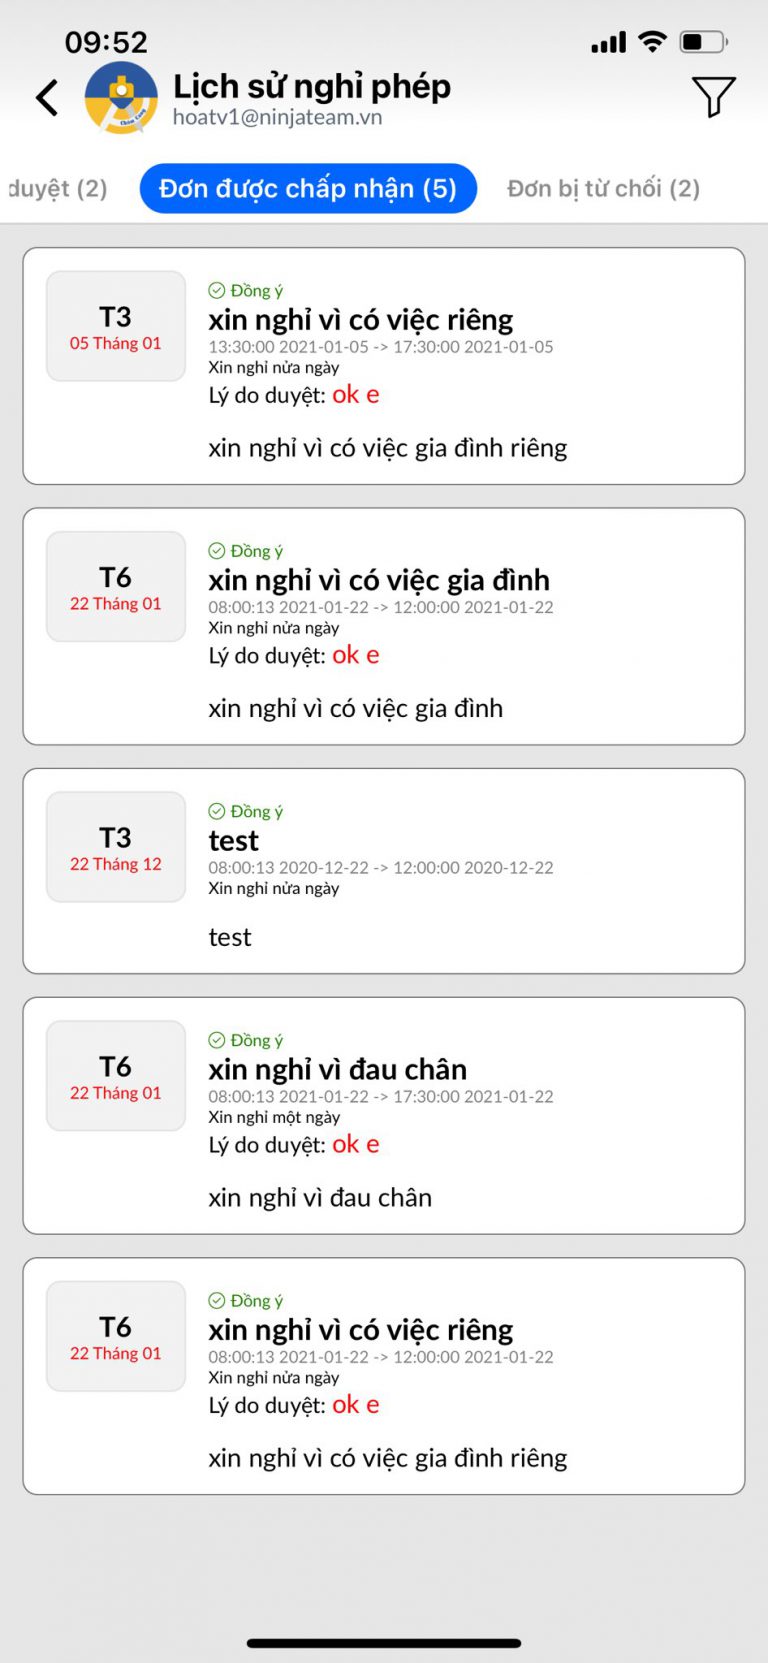 09:52
Lịch sử nghỉ phép
hoatv1@ninjateam.vn
duyệt (2)
Đơn được chấp nhận (5)
Đơn bị từ chối (2)
T3
05 Tháng 01
Đồng ý
xin nghỉ vì có việc riêng
13:30:00 2021-01-05 -> 17:30:00 2021-01-05
Xin nghỉ nửa ngày
Lý do duyệt: ok e
xin nghỉ vì có việc gia đình riêng
T6
22 Tháng 01
Đồng ý
xin nghỉ vì có việc gia đình
08:00:13 2021-01-22 -> 12:00:00 2021-01-22
Xin nghỉ nửa ngày
Lý do duyệt: ok e
xin nghỉ vì có việc gia đình
T3
22 Tháng 12
Đồng ý
test
08:00:13 2020-12-22 -> 12:00:00 2020-12-22
Xin nghỉ nửa ngày
test
T6
22 Tháng 01
Đồng ý
xin nghỉ vì đau chân
08:00:13 2021-01-22 -> 17:30:00 2021-01-22
Xin nghỉ một ngày
Lý do duyệt: ok e
xin nghỉ vì đau chân
T6
22 Tháng 01
Đồng ý
xin nghỉ vì có việc riêng
08:00:13 2021-01-22 -> 12:00:00 2021-01-22
Xin nghỉ nửa ngày
Lý do duyệt: ok e
xin nghỉ vì có việc gia đình riêng